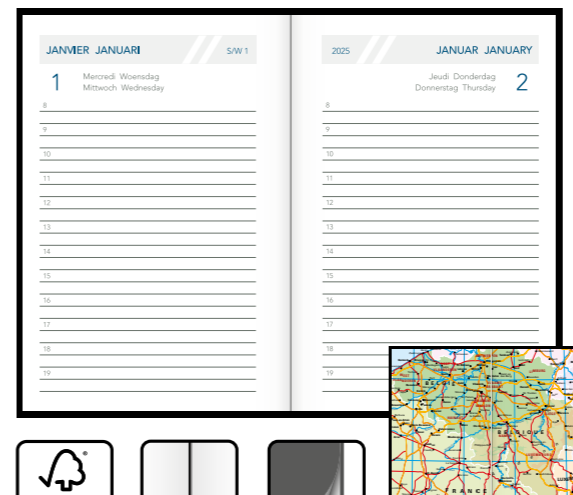 JANVIER JANUARI S/W 1
1 Mercredi Woensdag
Mittwoch Wednesday
8
9
10
11
12
13
14
15
16
17
18
19
2025 JANUAR JANUARY
Jeudi Donderdag 2
Donnerstag Thursday
8
9
10
11
12
13
14
15
16
17
18
19
BELGIË
BELGIQUE
FRANCE
®